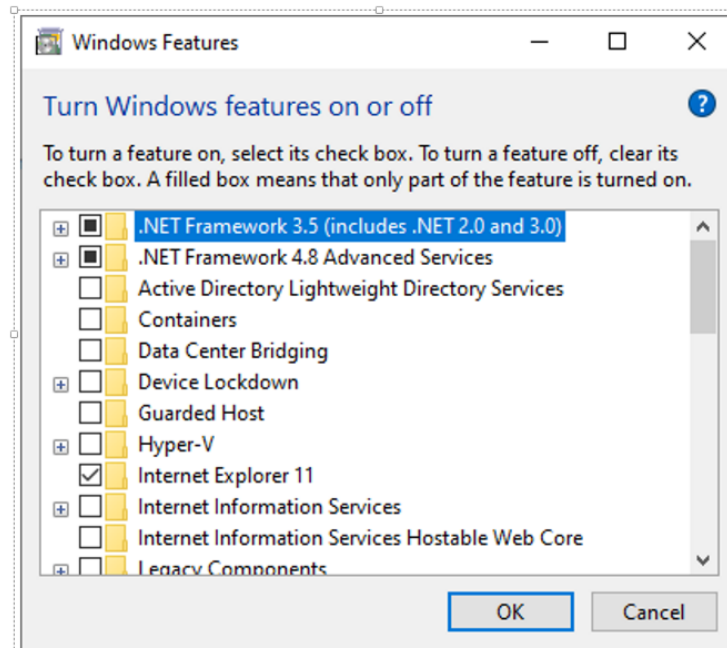 Windows Features
Turn Windows features on or off
?
To turn a feature on, select its check box. To turn a feature off, clear its
check box. A filled box means that only part of the feature is turned on.
.NET Framework 3.5 (includes .NET 2.0 and 3.0)
.NET Framework 4.8 Advanced Services
Active Directory Lightweight Directory Services
Containers
Data Center Bridging
Device Lockdown
Guarded Host
Hyper-V
Internet Explorer 11
Internet Information Services
Internet Information Services Hostable Web Core
Legacy Components
OK
Cancel